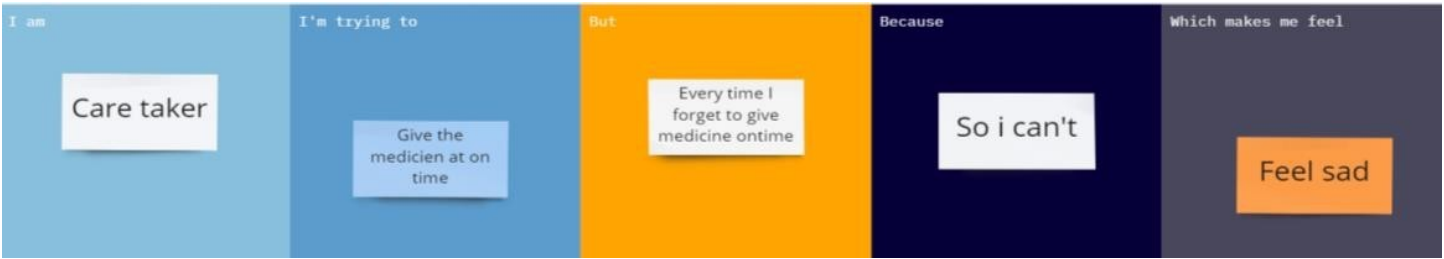 I am
Care taker
I'm trying to
Give the
medicien at on
time
But
Every time I
forget to give
medicine ontime
Because
So i can't
Which makes me feel
Feel sad